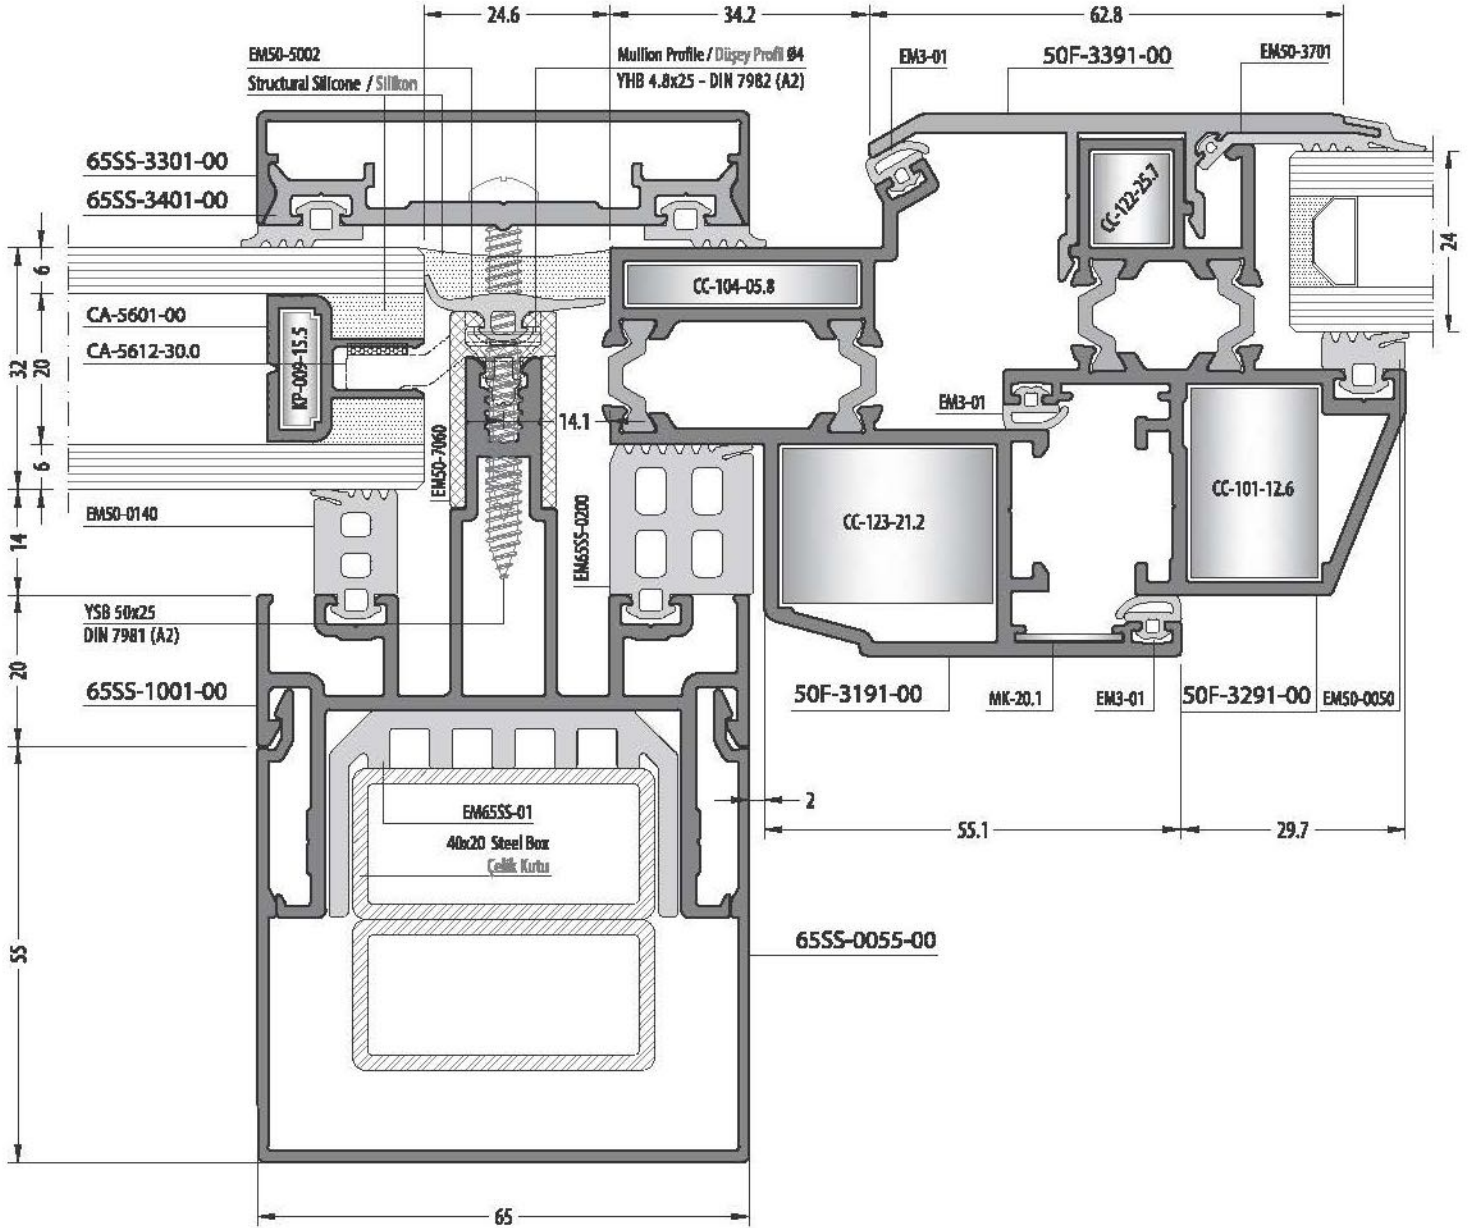 24.6
34.2
62.8
EM50-5002
Structural Silicone / Silikon
Mullion Profile / Düşey Profil Ø4
YHB 4.8x25 - DIN 7982 (A2)
EM3-01
50F-3391-00
EM50-3701
65SS-3301-00
65SS-3401-00
CC-122-25.7
24
6
CC-104-05.8
CA-5601-00
CA-5612-30.0
32
20
KP-009-15.5
14.1
EM3-01
6
EM50-7060
CC-101-12.6
EM50-0140
EM65SS-0200
CC-123-21.2
14
YSB 50x25
DIN 7981 (A2)
20
65SS-1001-00
50F-3191-00
MK-20.1
EM3-01
50F-3291-00
EM50-0050
2
EM65SS-01
40x20 Steel Box
Çelik Kutu
55.1
29.7
55
65SS-0055-00
65